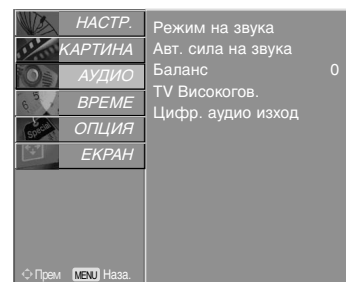 НАСТР.
КАРТИНА
АУДИО
ВРЕМЕ
ОПЦИЯ
ЕКРАН
Прем MENU Наза.
Режим на звука
Авт. сила на звука
Баланс 0
TV Високогов.
Цифр. аудио изход